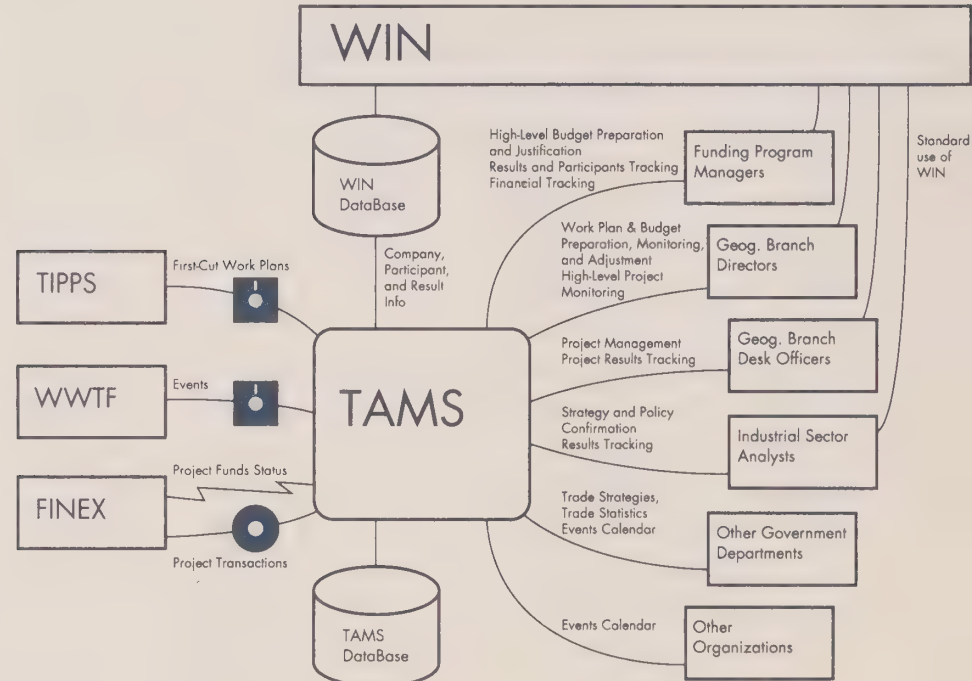 WIN
High-Level Budget Preparation
and Justification
Results and Participants Tracking
Financial Tracking
Funding Program
Managers
Standard
use of
WIN
WIN
DataBase
Company,
Participant,
and Result
Info
Work Plan & Budget
Preparation, Monitoring,
and Adjustment
High-Level Project
Monitoring
Geog. Branch
Directors
TIPPS
First-Cut Work Plans
Project Management
Project Results Tracking
Geog. Branch
Desk Officers
WWTF
Events
TAMS
Strategy and Policy
Confirmation
Results Tracking
Industrial Sector
Analysts
FINEX
Project Funds Status
Project Transactions
Trade Strategies,
Trade Statistics
Events Calendar
Other Government
Departments
TAMS
DataBase
Events Calendar
Other
Organizations